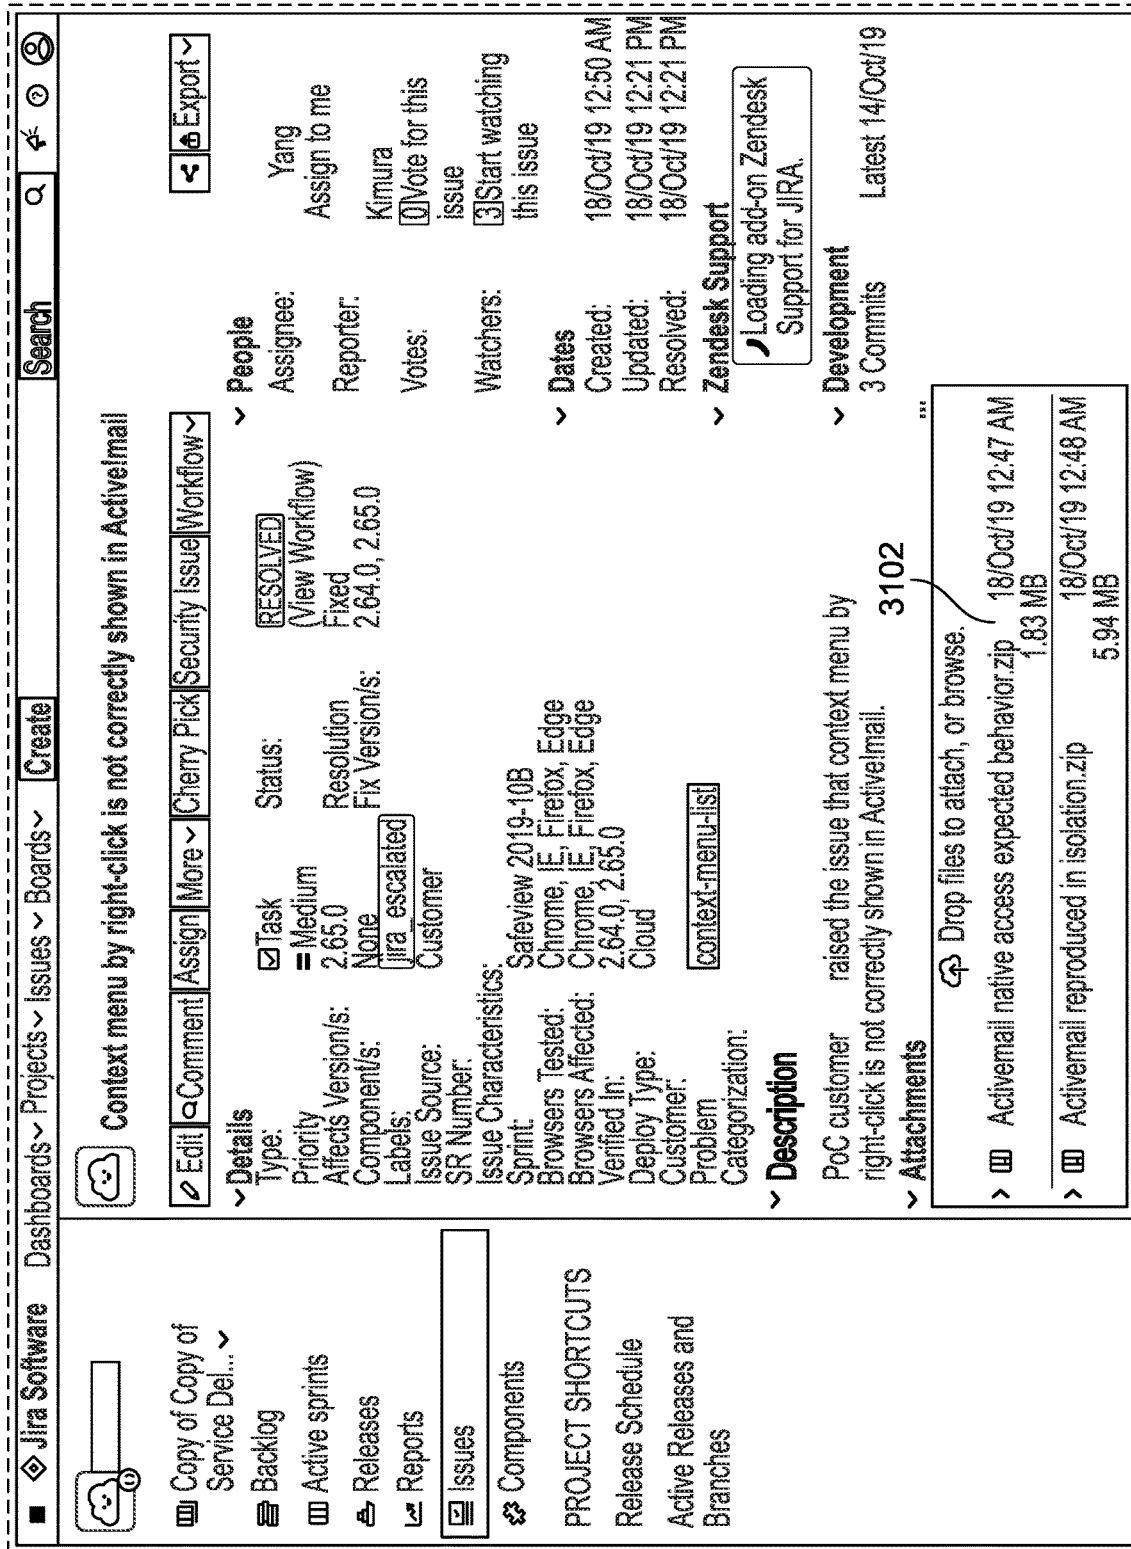 Jira Software Dashboards Projects Issues Boards Create Search
Copy of Copy of
Service Del...
Backlog
Active sprints
Releases
Reports
Issues
Components
PROJECT SHORTCUTS
Release Schedule
Active Releases and
Branches
Context menu by right-click is not correctly shown in Active!mail
Edit Comment Assign More Cherry Pick Security Issue Workflow Export
Details
Type: Task
Priority Medium
Affects Version/s: 2.65.0
Component/s: None
Labels: jira_escalated
Issue Source: Customer
SR Number:
Issue Characteristics:
Sprint: Safeview 2019-10B
Browsers Tested: Chrome, IE, Firefox, Edge
Browsers Affected: Chrome, IE, Firefox, Edge
Verified In: 2.64.0, 2.65.0
Deploy Type: Cloud
Customer:
Problem
Categorization: context-menu-list
Status: RESOLVED
(View Workflow)
Resolution Fixed
Fix Version/s: 2.64.0, 2.65.0
Description
PoC customer raised the issue that context menu by
right-click is not correctly shown in Active!mail.
Attachments
3102
Drop files to attach, or browse.
Activemail native access expected behavior.zip 18/Oct/19 12:47 AM
1.83 MB
Activemail reproduced in isolation.zip 18/Oct/19 12:48 AM
5.94 MB
People
Assignee: Yang
Assign to me
Reporter: Kimura
Votes: 0 Vote for this
issue
Watchers: 3 Start watching
this issue
Dates
Created: 18/Oct/19 12:50 AM
Updated: 18/Oct/19 12:21 PM
Resolved: 18/Oct/19 12:21 PM
Zendesk Support
Loading add-on Zendesk
Support for JIRA.
Development
3 Commits Latest 14/Oct/19